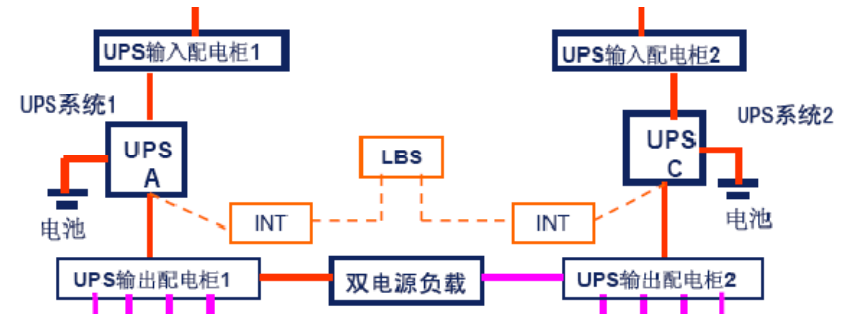 UPS输入配电柜1
UPS输入配电柜2
UPS系统1
UPS系统2
UPS
A
LBS
UPS
C
电池
INT
INT
电池
UPS输出配电柜1
双电源负载
UPS输出配电柜2